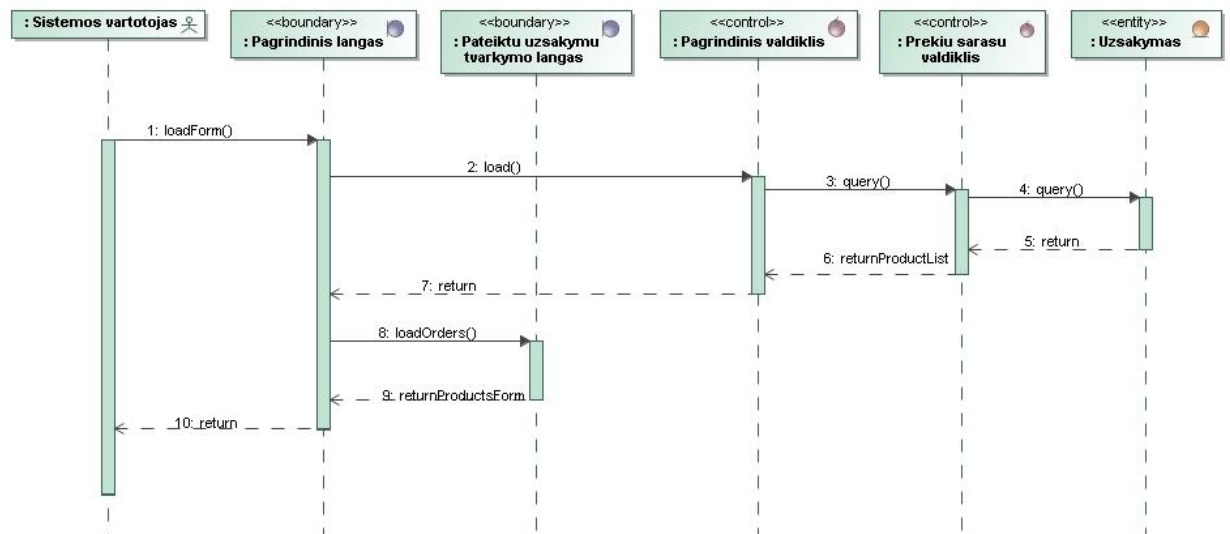 : Sistemos vartotojas
<<boundary>>
: Pagrindinis langas
<<boundary>>
: Pateiktu uzsakymu
tvarkymo langas
<<control>>
: Pagrindinis valdiklis
<<control>>
: Prekiu sarasu
valdiklis
<<entity>>
: Uzsakymas
1: loadForm()
2: load()
3: query()
4: query()
5: return
6: returnProductList
7: return
8: loadOrders()
9: returnProductsForm
10: return